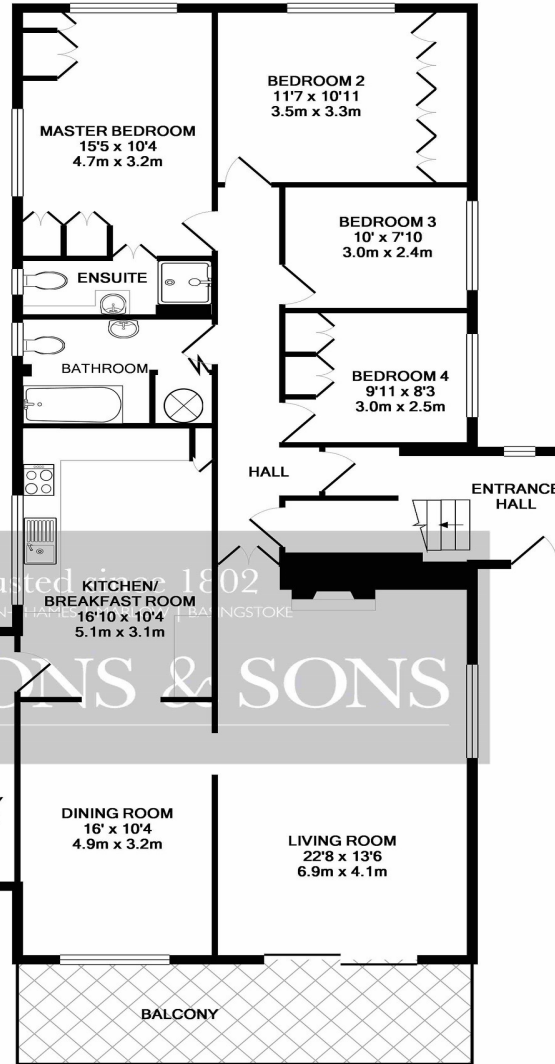 MASTER BEDROOM
15'5 x 10'4
4.7m x 3.2m
BEDROOM 2
11'7 x 10'11
3.5m x 3.3m
BEDROOM 3
10' x 7'10
3.0m x 2.4m
ENSUITE
BATHROOM
BEDROOM 4
9'11 x 8'3
3.0m x 2.5m
HALL
ENTRANCE
HALL
since 1802
KITCHEN/
BREAKFAST ROOM
16'10 x 10'4
5.1m x 3.1m
ONS & SONS
DINING ROOM
16' x 10'4
4.9m x 3.2m
LIVING ROOM
22'8 x 13'6
6.9m x 4.1m
BALCONY